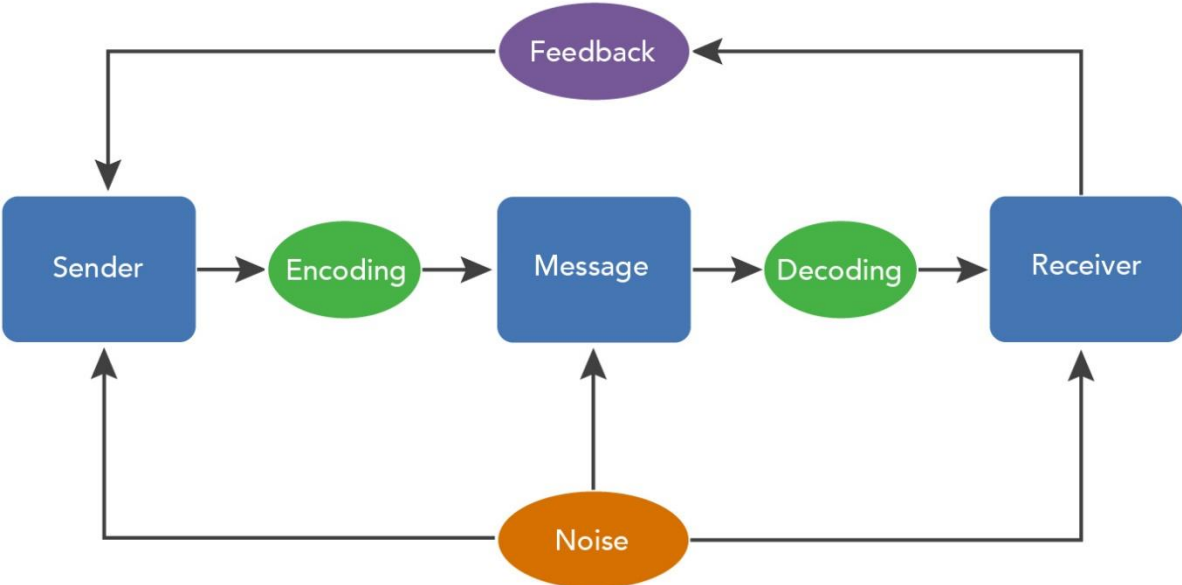 Feedback
Sender
Encoding
Message
Decoding
Receiver
Noise